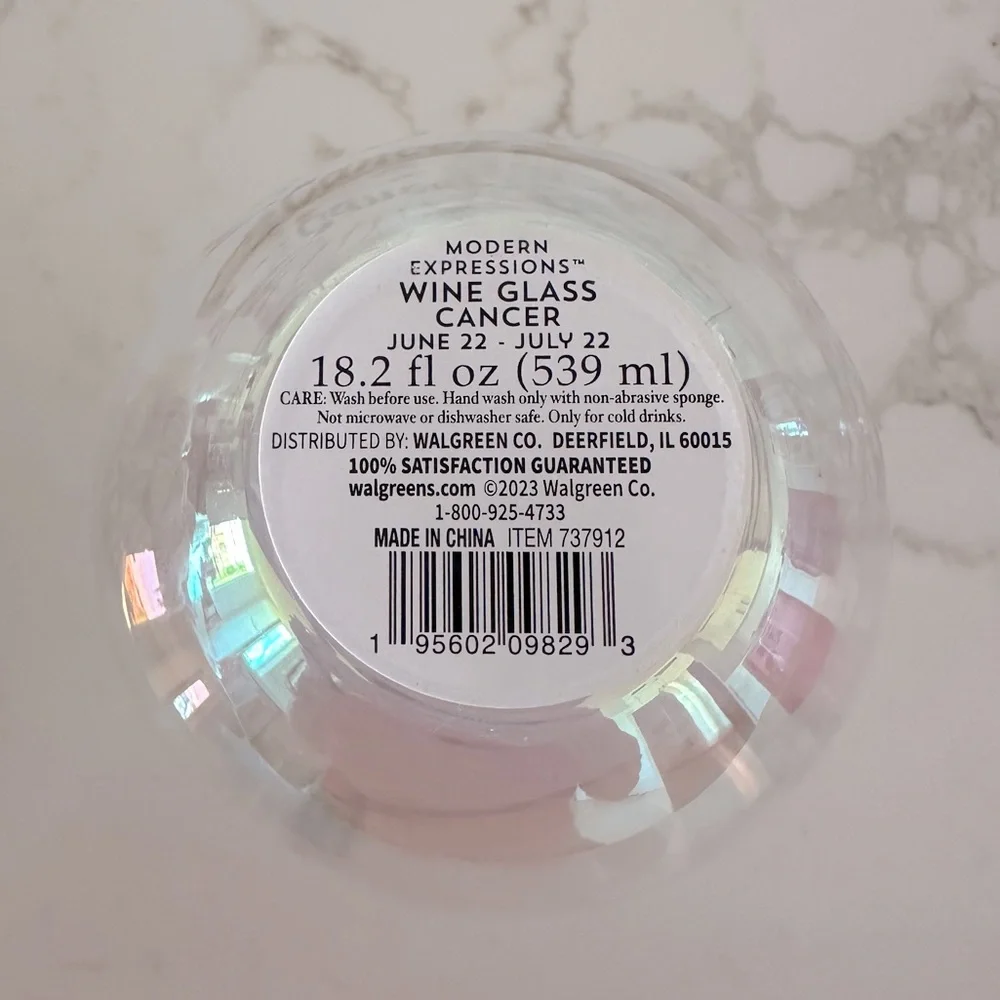 MODERN
EXPRESSIONS™
WINE GLASS
CANCER
JUNE 22 - JULY 22
18.2 fl oz (539 ml)
CARE: Wash before use. Hand wash only with non-abrasive sponge.
Not microwave or dishwasher safe. Only for cold drinks.
DISTRIBUTED BY: WALGREEN CO. DEERFIELD, IL 60015
100% SATISFACTION GUARANTEED
walgreens.com ©2023 Walgreen Co.
1-800-925-4733
MADE IN CHINA ITEM 737912
1 95602 09829 3